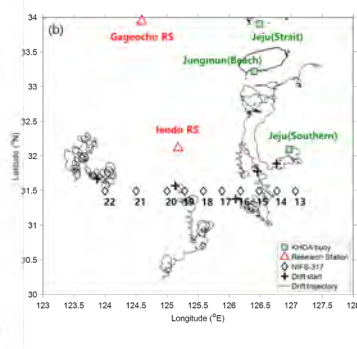 (b)
Gageocho RS
Jeju(Strait)
Jungmun(Beach)
Ieodo RS
Jeju(Southern)
22 21 20 19 18 17 16 15 14 13
KHOA buoy
Research Station
NIFS-317
Drift start
Drift trajectory
34
33.5
33
32.5
32
31.5
31
30.5
30
Latitude (°N)
123 123.5 124 124.5 125 125.5 126 126.5 127 127.5 128
Longitude (°E)